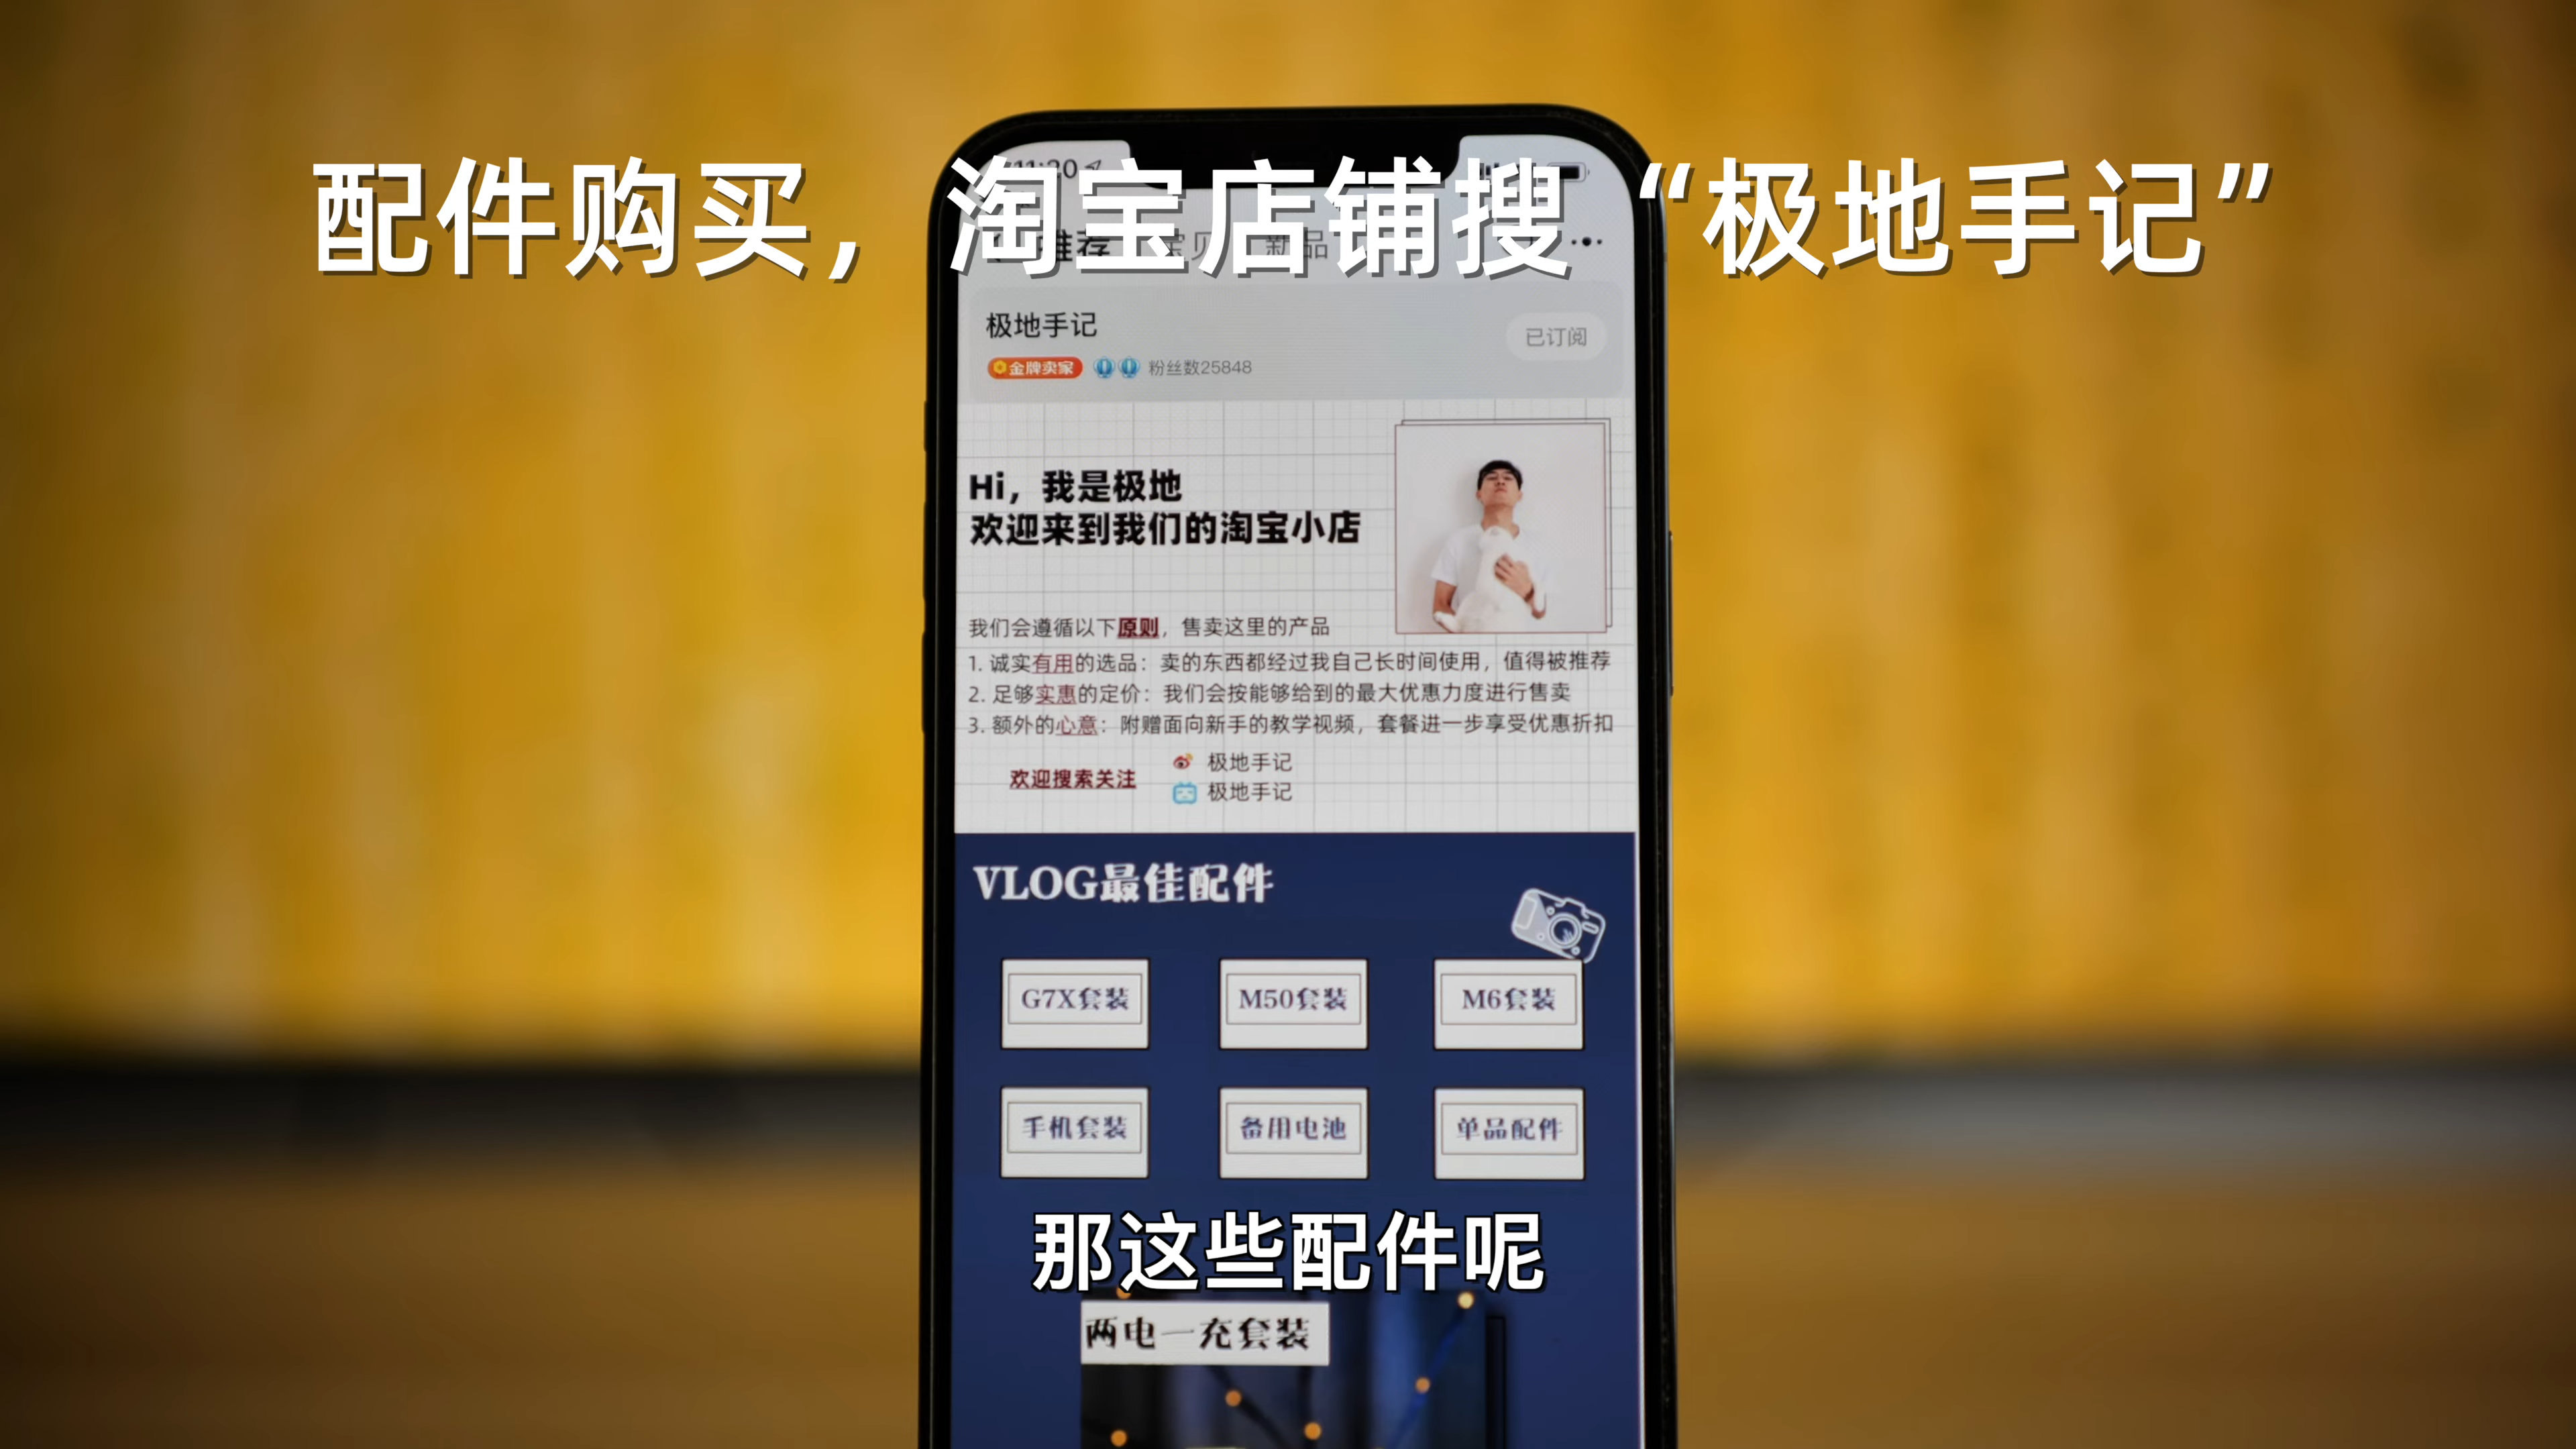 配件购买，淘宝店铺搜“极地手记”
极地手记
已订阅
金牌卖家 粉丝数25848
Hi，我是极地
欢迎来到我们的淘宝小店
我们会遵循以下原则，售卖这里的产品
1. 诚实有用的选品：卖的东西都经过我自己长时间使用，值得被推荐
2. 足够实惠的定价：我们会按能够给到的最大优惠力度进行售卖
3. 额外的心意：附赠面向新手的教学视频，套餐进一步享受优惠折扣
欢迎搜索关注
极地手记
极地手记
VLOG最佳配件
G7X套装 M50套装 M6套装
手机套装 备用电池 单品配件
那这些配件呢
两电一充套装